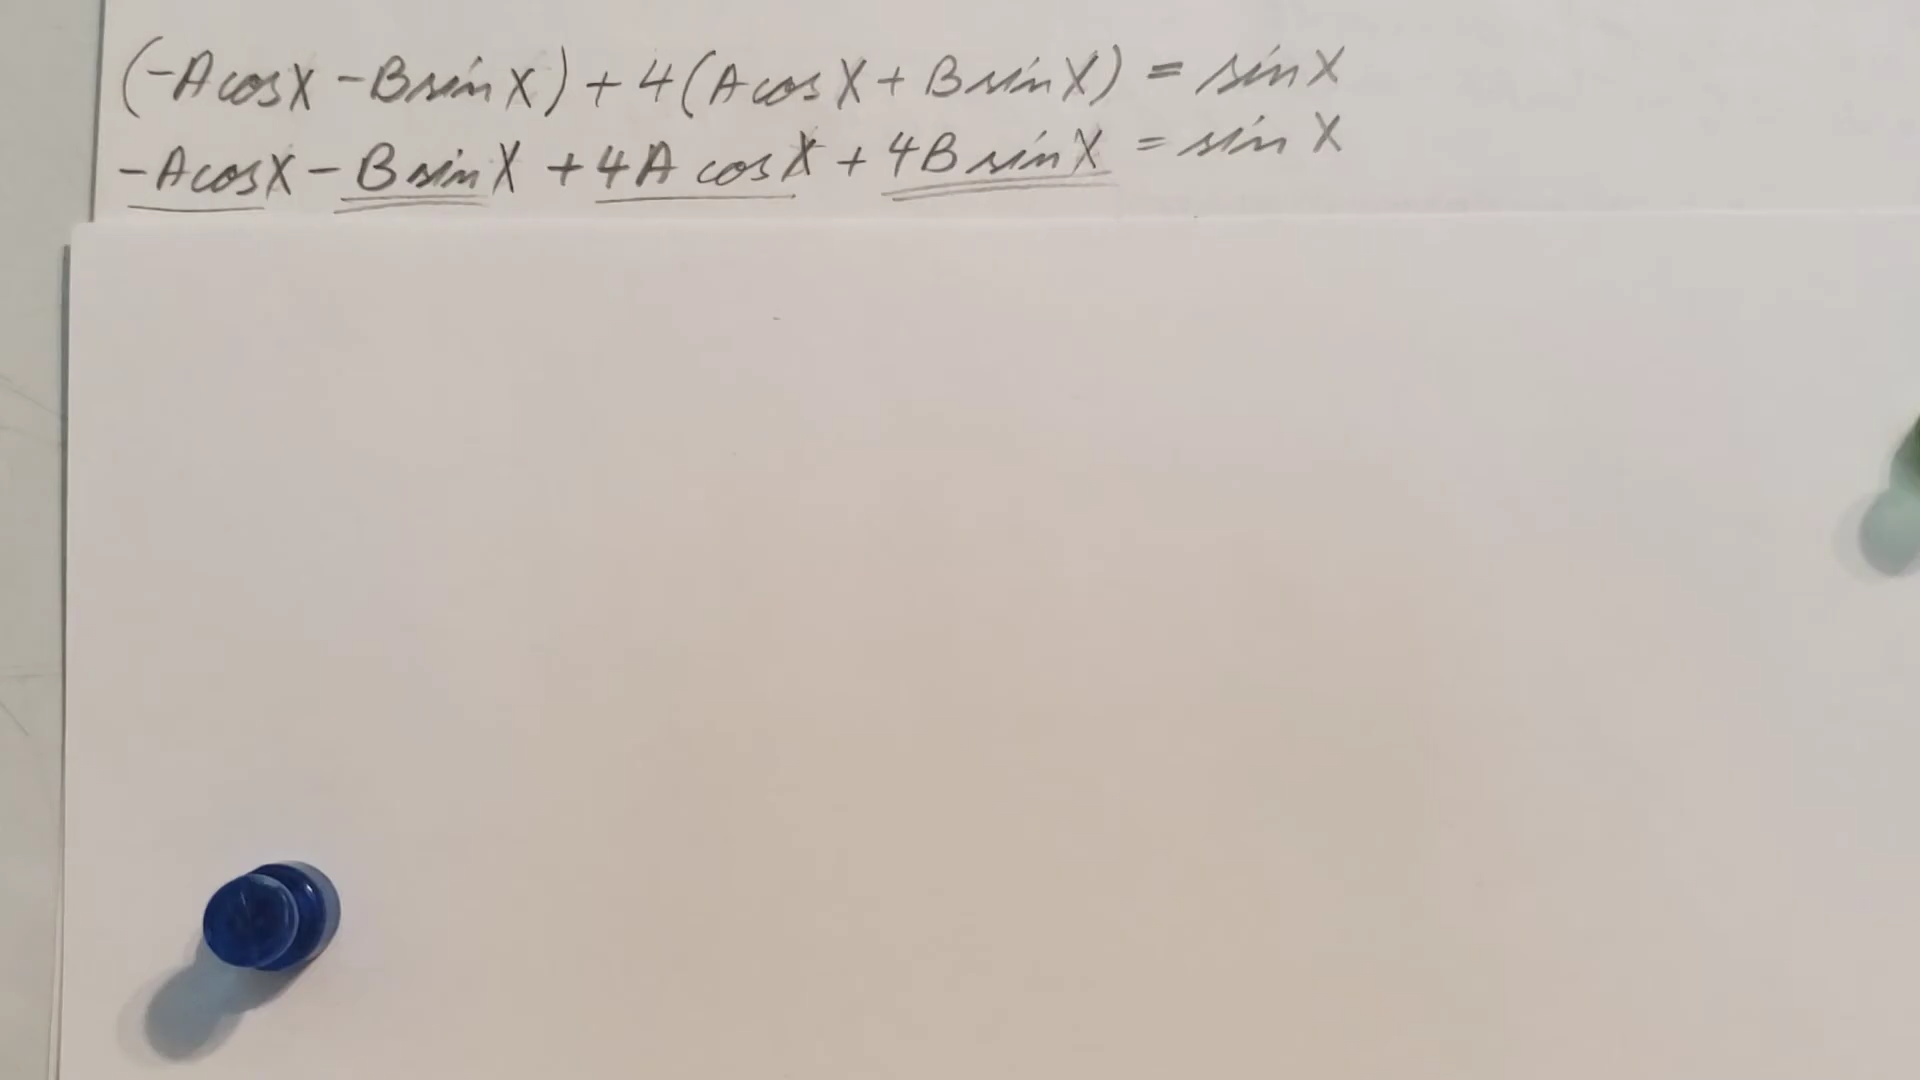 (-A cos X - B sin X) + 4(A cos X + B sin X) = sin X
-A cos X - B sin X + 4A cos X + 4B sin X = sin X